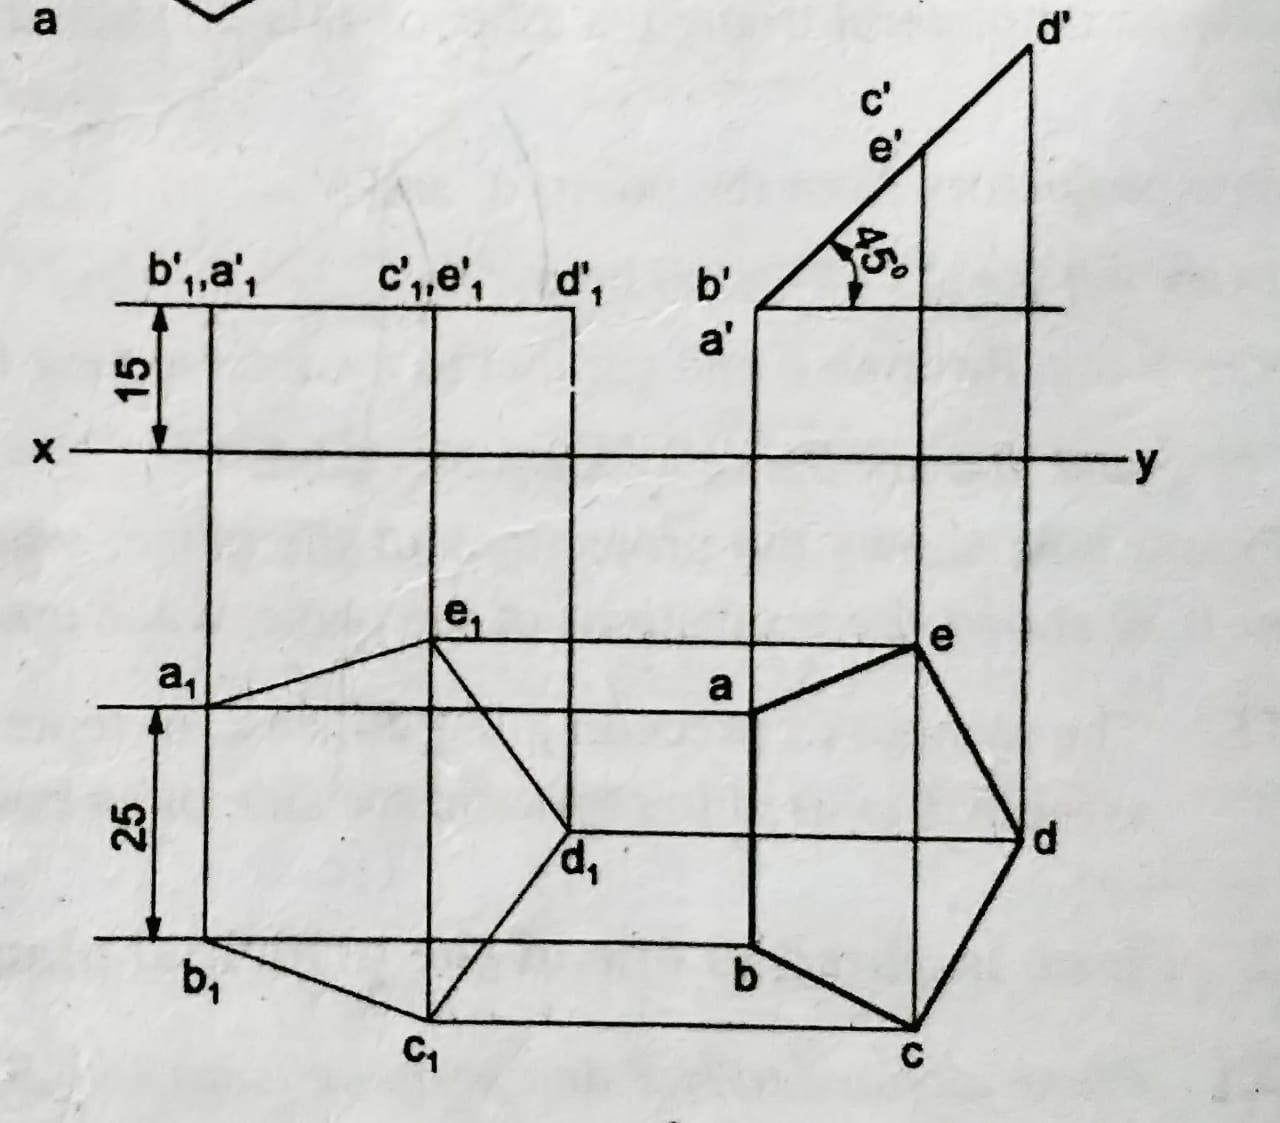 a
d'
c'
e'
45°
b'₁,a'₁
c'₁,e'₁
d'₁
b'
a'
15
x
y
e₁
e
a₁
a
25
d₁
d
b₁
b
c₁
c